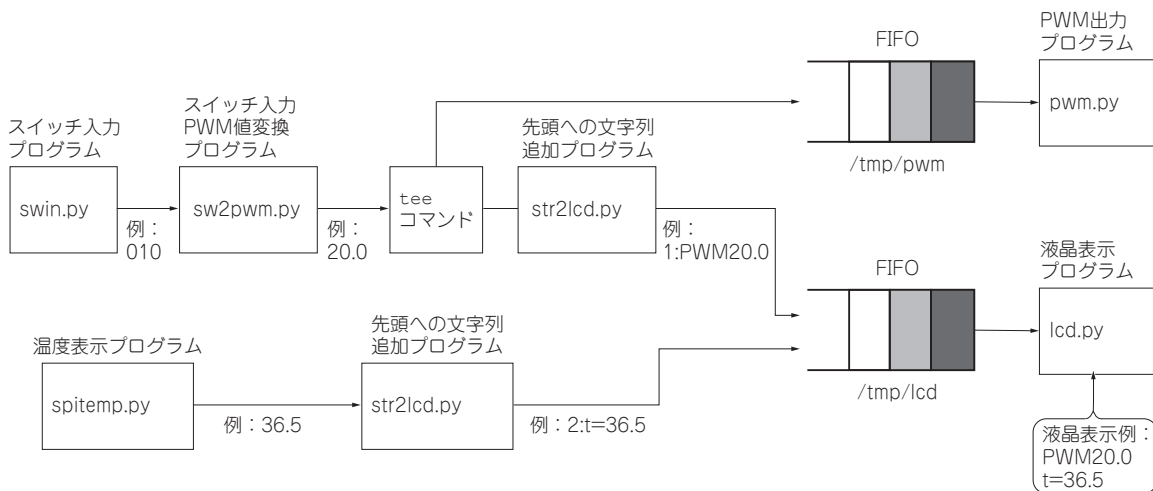 スイッチ入力
プログラム
swin.py
例：
010
スイッチ入力
PWM値変換
プログラム
sw2pwm.py
例：
20.0
tee
コマンド
先頭への文字列
追加プログラム
str2lcd.py
例：
1:PWM20.0
FIFO
/tmp/pwm
PWM出力
プログラム
pwm.py
温度表示プログラム
spitemp.py
例：36.5
先頭への文字列
追加プログラム
str2lcd.py
例：2:t=36.5
FIFO
/tmp/lcd
液晶表示
プログラム
lcd.py
液晶表示例：
PWM20.0
t=36.5